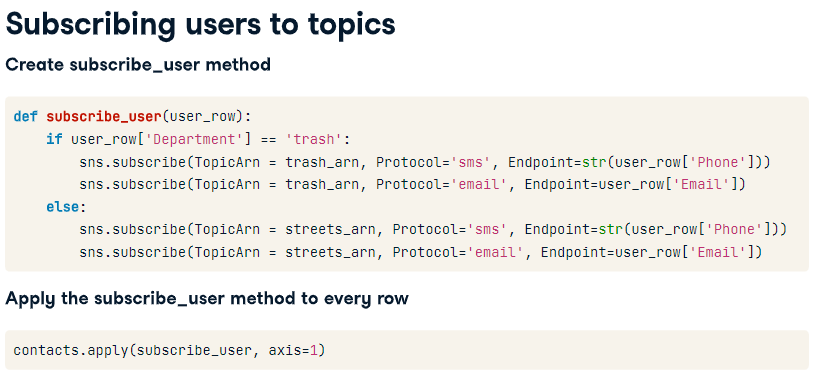 Subscribing users to topics
Create subscribe_user method
def subscribe_user(user_row):
    if user_row['Department'] == 'trash':
        sns.subscribe(TopicArn = trash_arn, Protocol='sms', Endpoint=str(user_row['Phone']))
        sns.subscribe(TopicArn = trash_arn, Protocol='email', Endpoint=user_row['Email'])
    else:
        sns.subscribe(TopicArn = streets_arn, Protocol='sms', Endpoint=str(user_row['Phone']))
        sns.subscribe(TopicArn = streets_arn, Protocol='email', Endpoint=user_row['Email'])
Apply the subscribe_user method to every row
contacts.apply(subscribe_user, axis=1)